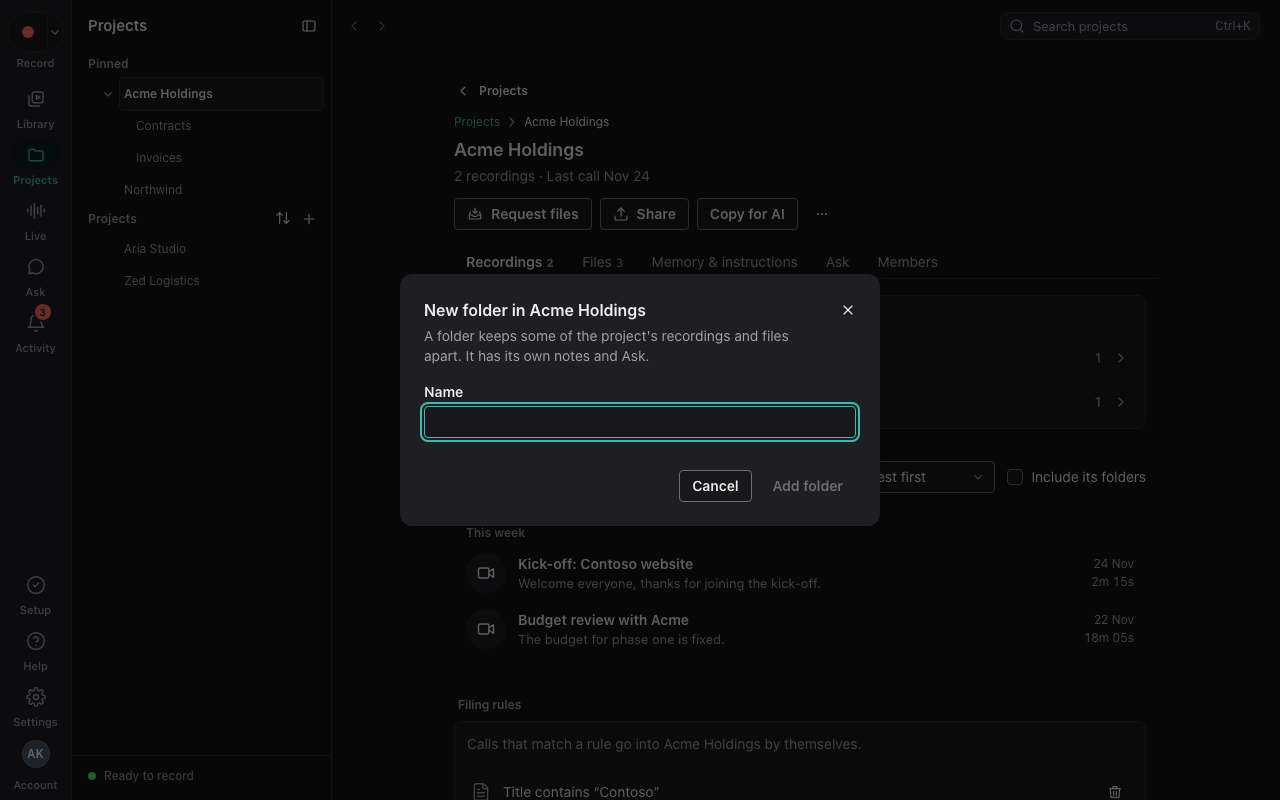 Projects
Search projects
Ctrl+K
Record
Pinned
Acme Holdings
Contracts
Invoices
Northwind
Projects
Aria Studio
Zed Logistics
Library
Projects
Live
Ask
3
Activity
Setup
Help
Settings
AK
Account
Ready to record
Projects
Projects > Acme Holdings
Acme Holdings
2 recordings · Last call Nov 24
Request files
Share
Copy for AI
Recordings 2
Files 3
Memory & instructions
Ask
Members
1
1
New folder in Acme Holdings
A folder keeps some of the project's recordings and files
apart. It has its own notes and Ask.
Name
Cancel
Add folder
first
Include its folders
This week
Kick-off: Contoso website
24 Nov
Welcome everyone, thanks for joining the kick-off.
2m 15s
Budget review with Acme
22 Nov
The budget for phase one is fixed.
18m 05s
Filing rules
Calls that match a rule go into Acme Holdings by themselves.
Title contains “Contoso”